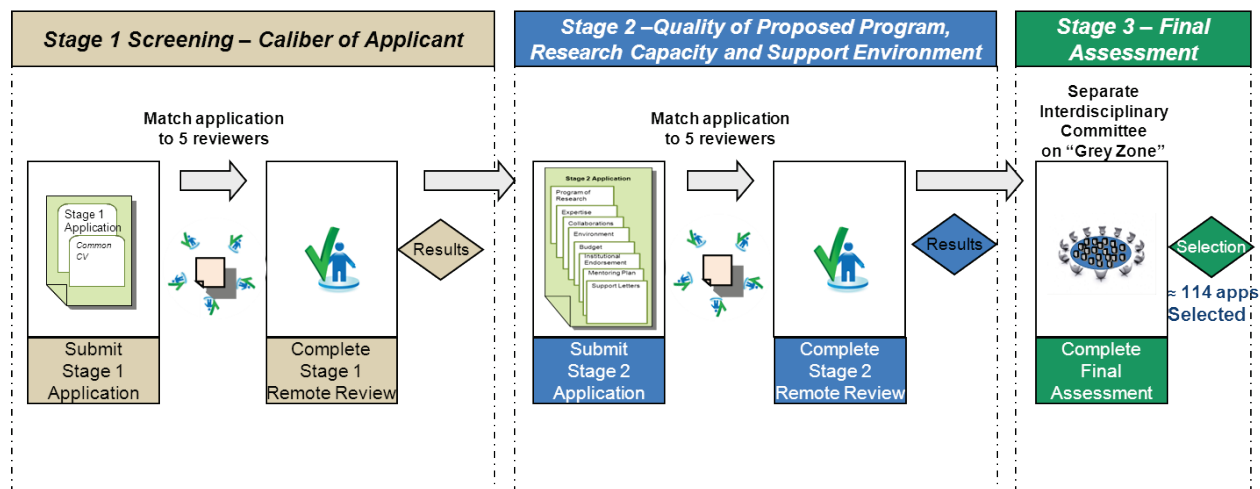 Stage 1 Screening – Caliber of Applicant
Match application
to 5 reviewers
Stage 1
Application
Common
CV
Results
Submit
Stage 1
Application
Complete
Stage 1
Remote Review
Stage 2 –Quality of Proposed Program,
Research Capacity and Support Environment
Match application
to 5 reviewers
Stage 2 Application
Program of
Research
Expertise
Collaborations
Environment
Budget
Institutional
Endorsement
Mentoring Plan
Support Letters
Results
Submit
Stage 2
Application
Complete
Stage 2
Remote Review
Stage 3 – Final
Assessment
Separate
Interdisciplinary
Committee
on “Grey Zone”
Selection
≈ 114 apps
Selected
Complete
Final
Assessment